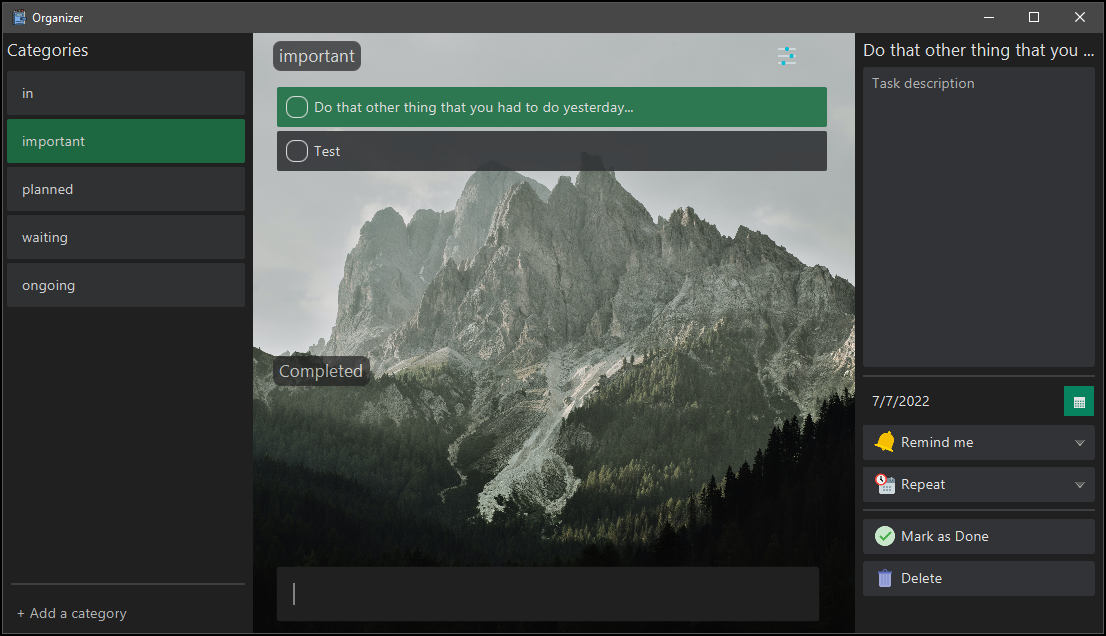 Organizer
Categories
in
important
planned
waiting
ongoing
+ Add a category
important
Do that other thing that you had to do yesterday...
Test
Completed
Do that other thing that you ...
Task description
7/7/2022
Remind me
Repeat
Mark as Done
Delete